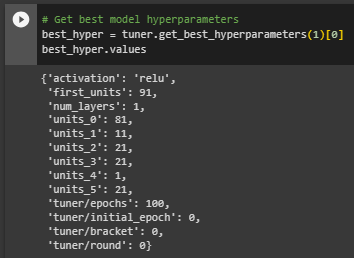 # Get best model hyperparameters
best_hyper = tuner.get_best_hyperparameters(1)[0]
best_hyper.values
{'activation': 'relu',
 'first_units': 91,
 'num_layers': 1,
 'units_0': 81,
 'units_1': 11,
 'units_2': 21,
 'units_3': 21,
 'units_4': 1,
 'units_5': 21,
 'tuner/epochs': 100,
 'tuner/initial_epoch': 0,
 'tuner/bracket': 0,
 'tuner/round': 0}